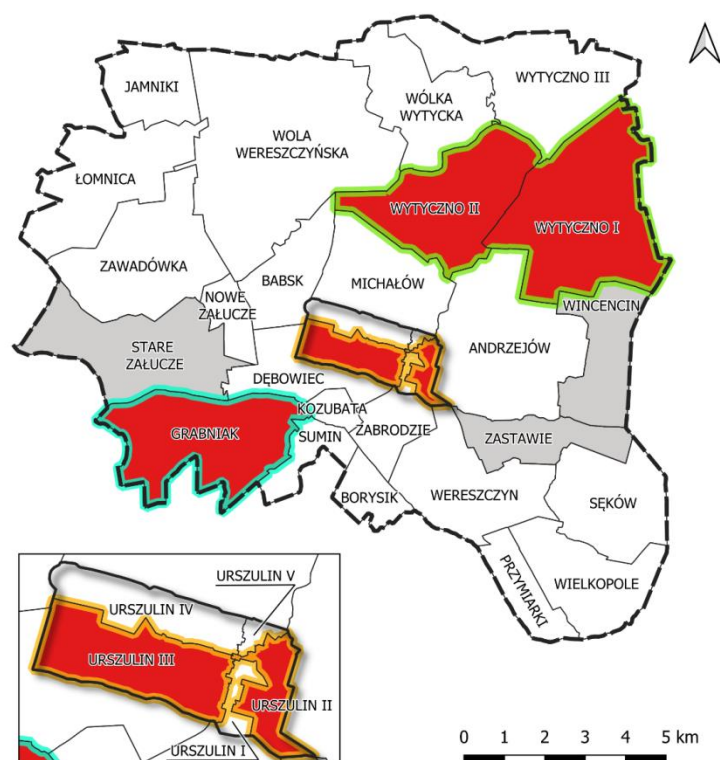 JAMNIKI
WYTYCZNO III
WÓLKA
WYTYCKA
WOLA
WERESZCZYŃSKA
ŁOMNICA
WYTYCZNO II
WYTYCZNO I
ZAWADÓWKA
BABSK
MICHAŁÓW
NOWE
ZAŁUCZE
WINCENCIN
STARE
ZAŁUCZE
ANDRZEJÓW
DĘBOWIEC
KOZUBATA
GRABNIAK
SUMIN
ZABRODZIE
ZASTAWIE
BORYSIK
WERESZCZYN
SĘKÓW
PRZYMIARKI
WIELKOPOLE
URSZULIN V
URSZULIN IV
URSZULIN III
URSZULIN II
URSZULIN I
0 1 2 3 4 5 km